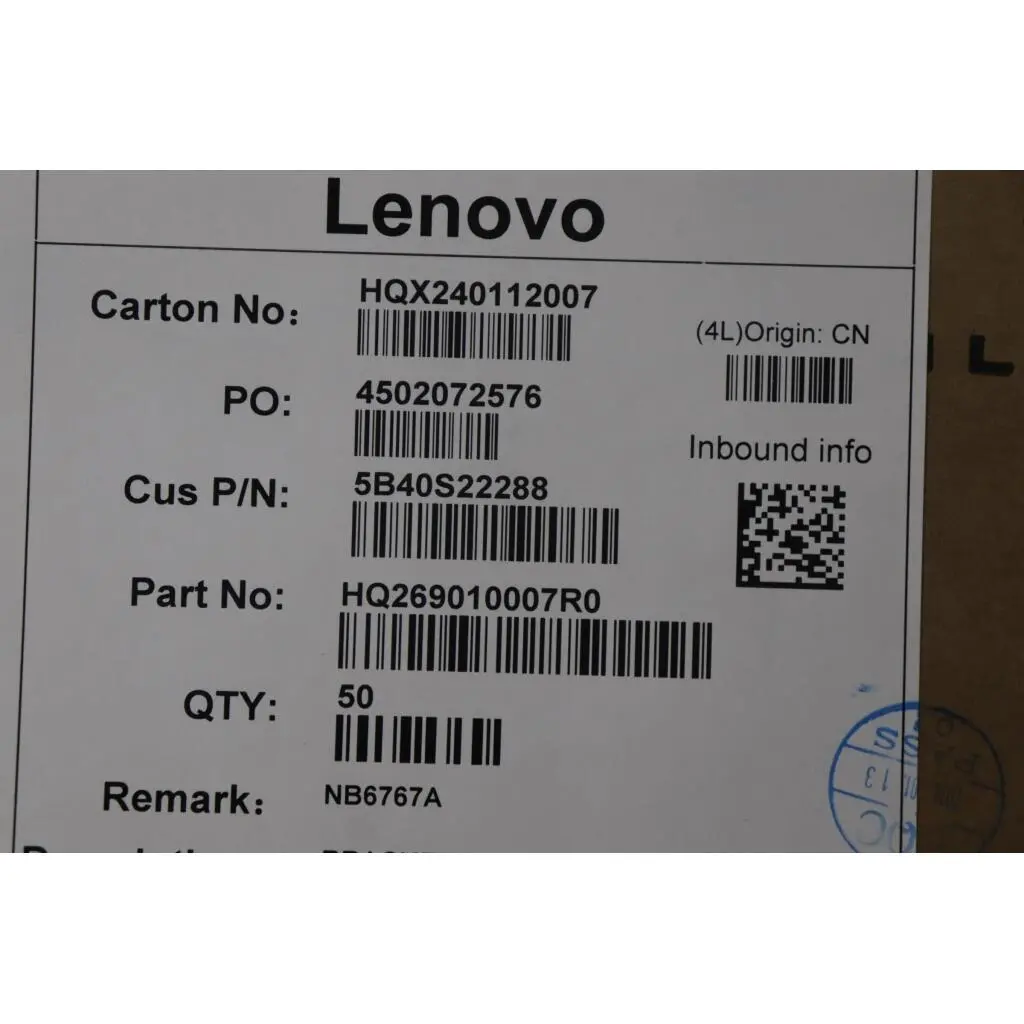 Lenovo
Carton No: HQX240112007
(4L)Origin: CN
PO: 4502072576
Inbound info
Cus P/N: 5B40S22288
Part No: HQ269010007R0
QTY: 50
Remark: NB6767A
L